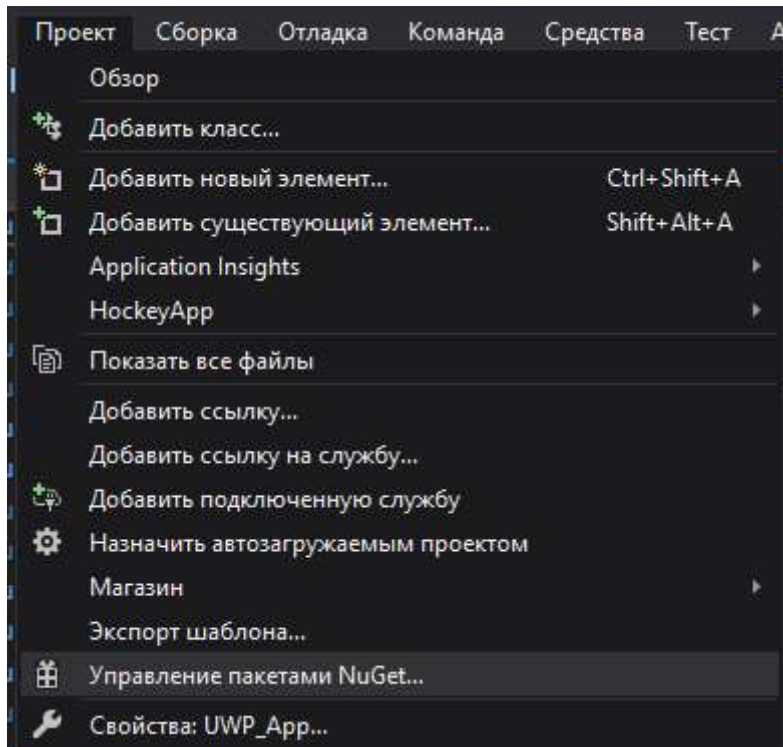 Проект Сборка Отладка Команда Средства Тест
Обзор
Добавить класс...
Добавить новый элемент... Ctrl+Shift+A
Добавить существующий элемент... Shift+Alt+A
Application Insights
HockeyApp
Показать все файлы
Добавить ссылку...
Добавить ссылку на службу...
Добавить подключенную службу
Назначить автозагружаемым проектом
Магазин
Экспорт шаблона...
Управление пакетами NuGet...
Свойства: UWP_App...